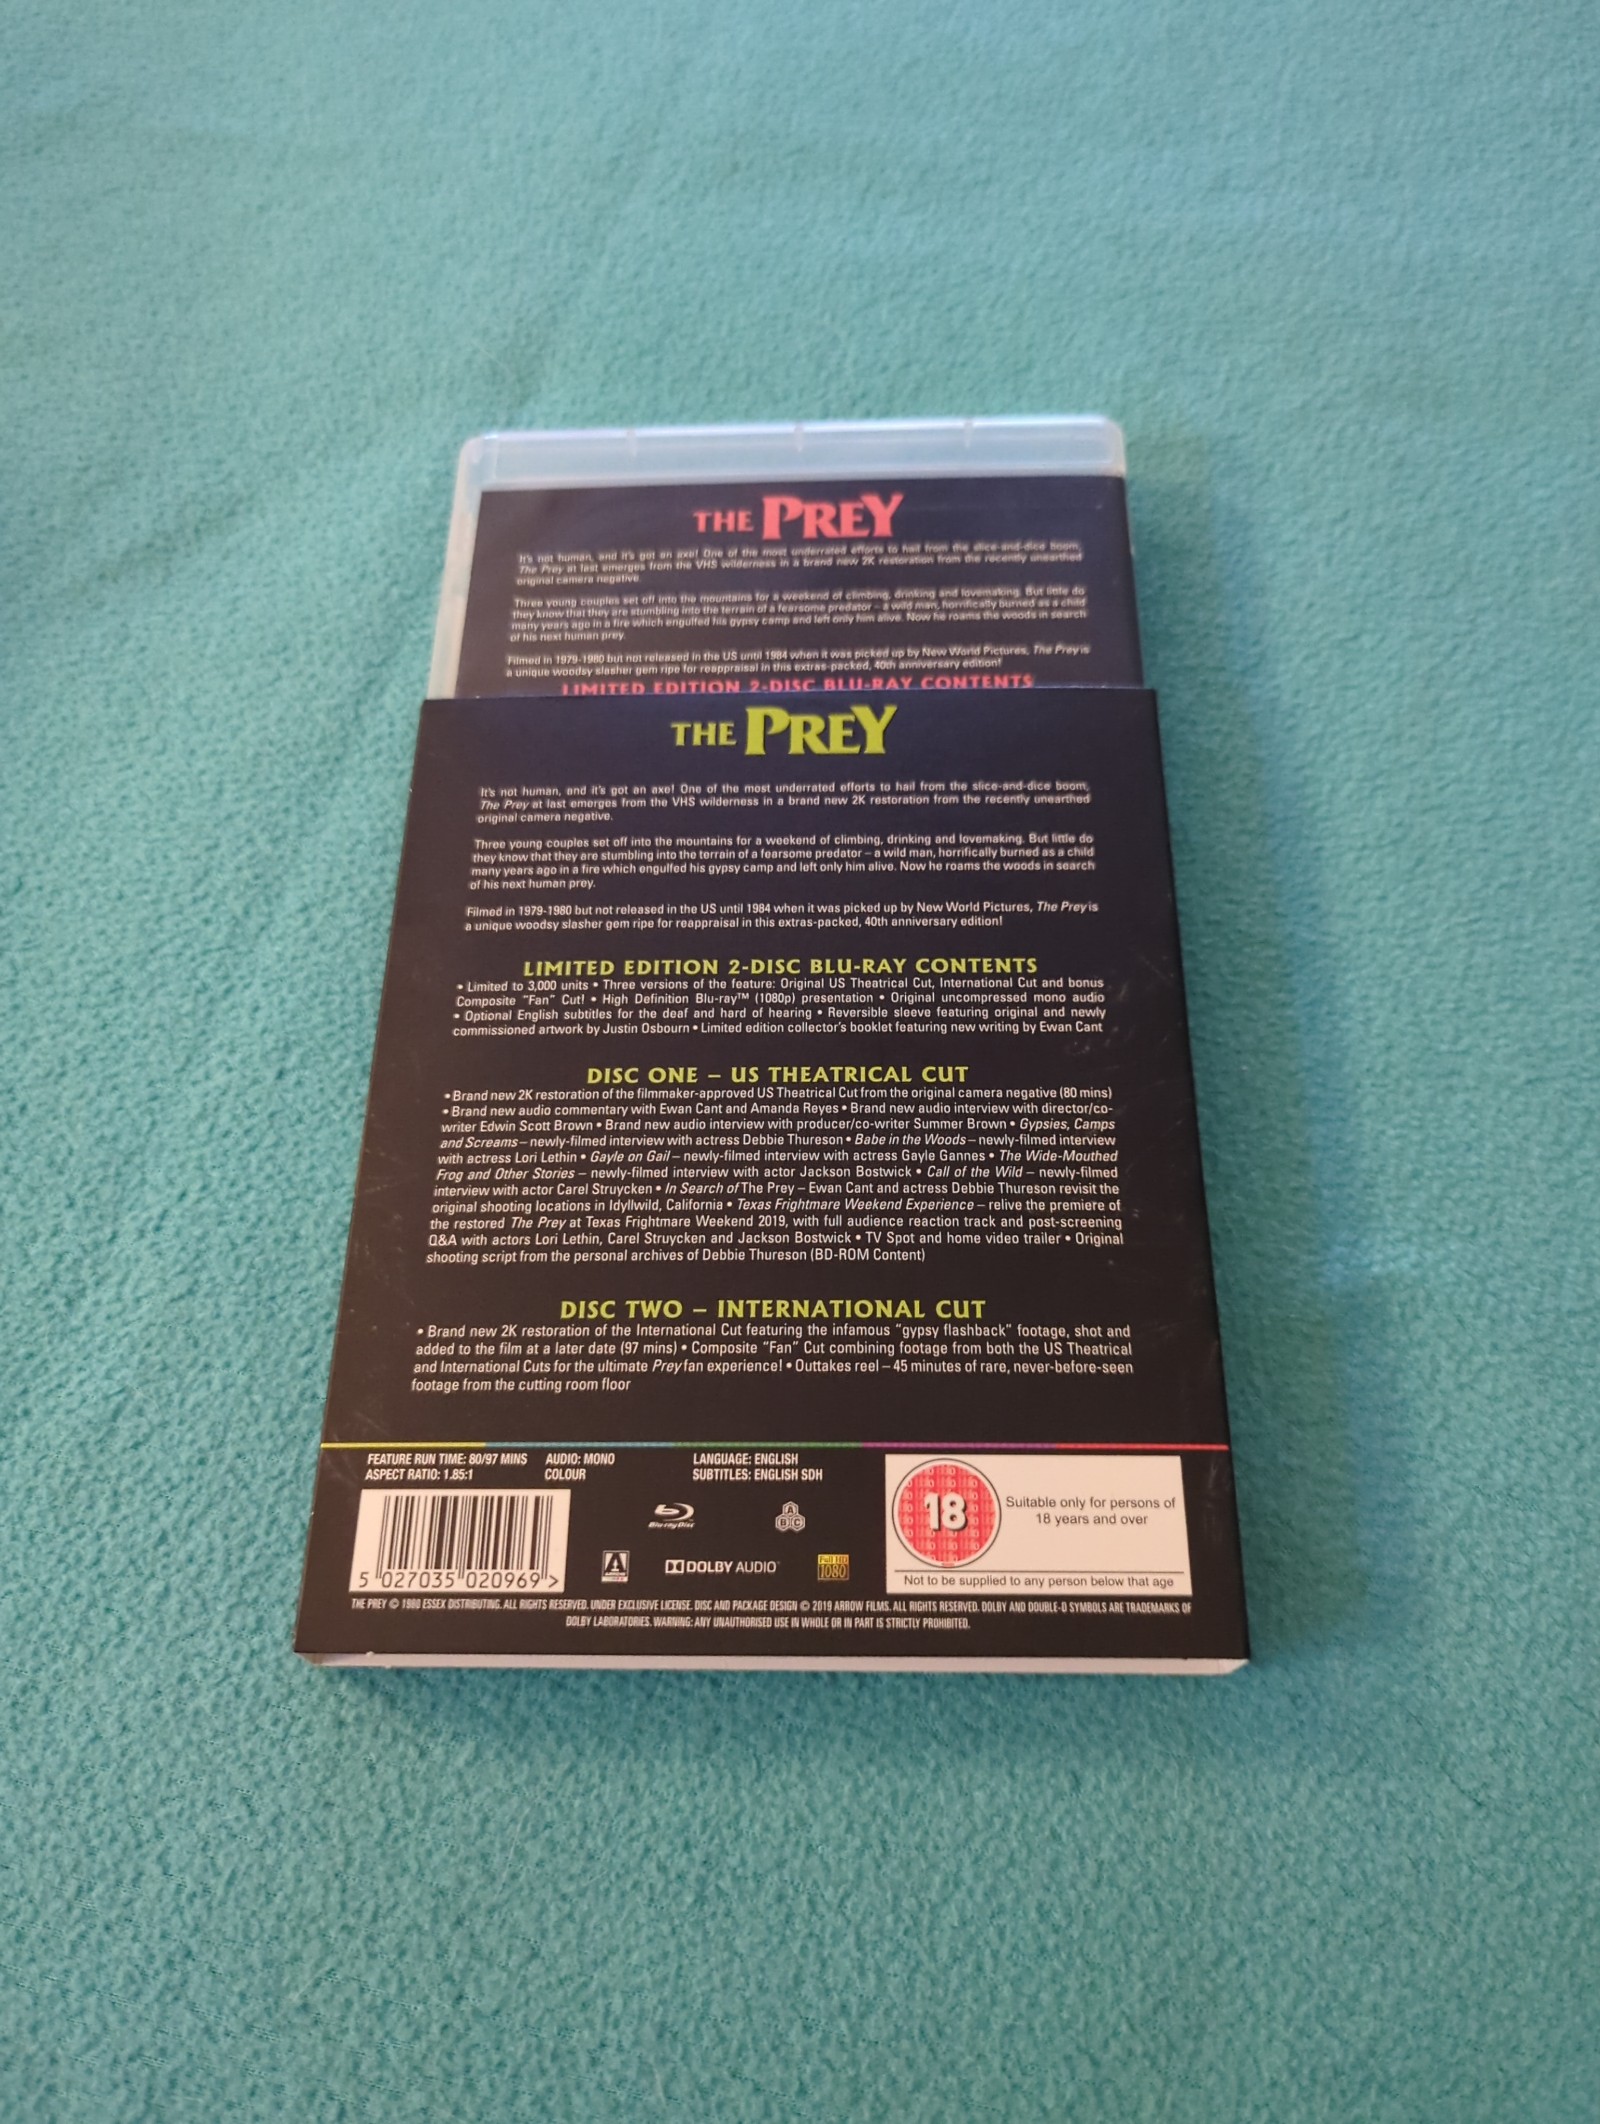 THE PREY
It's not human, and it's got an axe! One of the most underrated efforts to hail from the slice-and-dice boom,
The Prey at last emerges from the VHS wilderness in a brand new 2K restoration from the recently unearthed
original camera negative.
Three young couples set off into the mountains for a weekend of climbing, drinking and lovemaking. But little do
they know that they are stumbling into the terrain of a fearsome predator – a wild man, horrifically burned as a child
many years ago in a fire which engulfed his gypsy camp and left only him alive. Now he roams the woods in search
of his next human prey.
Filmed in 1979-1980 but not released in the US until 1984 when it was picked up by New World Pictures, The Prey is
a unique woodsy slasher gem ripe for reappraisal in this extras-packed, 40th anniversary edition!
LIMITED EDITION 2-DISC BLU-RAY CONTENTS
THE PREY
It's not human, and it's got an axe! One of the most underrated efforts to hail from the slice-and-dice boom,
The Prey at last emerges from the VHS wilderness in a brand new 2K restoration from the recently unearthed
original camera negative.
Three young couples set off into the mountains for a weekend of climbing, drinking and lovemaking. But little do
they know that they are stumbling into the terrain of a fearsome predator – a wild man, horrifically burned as a child
many years ago in a fire which engulfed his gypsy camp and left only him alive. Now he roams the woods in search
of his next human prey.
Filmed in 1979-1980 but not released in the US until 1984 when it was picked up by New World Pictures, The Prey is
a unique woodsy slasher gem ripe for reappraisal in this extras-packed, 40th anniversary edition!
LIMITED EDITION 2-DISC BLU-RAY CONTENTS
• Limited to 3,000 units • Three versions of the feature: Original US Theatrical Cut, International Cut and bonus
Composite "Fan" Cut! • High Definition Blu-ray™ (1080p) presentation • Original uncompressed mono audio
• Optional English subtitles for the deaf and hard of hearing • Reversible sleeve featuring original and newly
commissioned artwork by Justin Osbourn • Limited edition collector's booklet featuring new writing by Ewan Cant
DISC ONE – US THEATRICAL CUT
• Brand new 2K restoration of the filmmaker-approved US Theatrical Cut from the original camera negative (80 mins)
• Brand new audio commentary with Ewan Cant and Amanda Reyes • Brand new audio interview with director/co-
writer Edwin Scott Brown • Brand new audio interview with producer/co-writer Summer Brown • Gypsies, Camps
and Screams – newly-filmed interview with actress Debbie Thureson • Babe in the Woods – newly-filmed interview
with actress Lori Lethin • Gayle on Gail – newly-filmed interview with actress Gayle Gannes • The Wide-Mouthed
Frog and Other Stories – newly-filmed interview with actor Jackson Bostwick • Call of the Wild – newly-filmed
interview with actor Carel Struycken • In Search of The Prey – Ewan Cant and actress Debbie Thureson revisit the
original shooting locations in Idyllwild, California • Texas Frightmare Weekend Experience – relive the premiere of
the restored The Prey at Texas Frightmare Weekend 2019, with full audience reaction track and post-screening
Q&A with actors Lori Lethin, Carel Struycken and Jackson Bostwick • TV Spot and home video trailer • Original
shooting script from the personal archives of Debbie Thureson (BD-ROM Content)
DISC TWO – INTERNATIONAL CUT
• Brand new 2K restoration of the International Cut featuring the infamous "gypsy flashback" footage, shot and
added to the film at a later date (97 mins) • Composite "Fan" Cut combining footage from both the US Theatrical
and International Cuts for the ultimate Prey fan experience! • Outtakes reel – 45 minutes of rare, never-before-seen
footage from the cutting room floor
FEATURE RUN TIME: 80/97 MINS AUDIO: MONO LANGUAGE: ENGLISH
ASPECT RATIO: 1.85:1 COLOUR SUBTITLES: ENGLISH SDH
Blu-ray Disc
A B C
18
Suitable only for persons of
18 years and over
Not to be supplied to any person below that age
ARROW
DOLBY AUDIO™
Full HD
1080
5 027035 020969 >
THE PREY © 1980 ESSEX DISTRIBUTING. ALL RIGHTS RESERVED. UNDER EXCLUSIVE LICENSE. DISC AND PACKAGE DESIGN © 2019 ARROW FILMS. ALL RIGHTS RESERVED. DOLBY AND DOUBLE-D SYMBOLS ARE TRADEMARKS OF
DOLBY LABORATORIES. WARNING: ANY UNAUTHORISED USE IN WHOLE OR IN PART IS STRICTLY PROHIBITED.